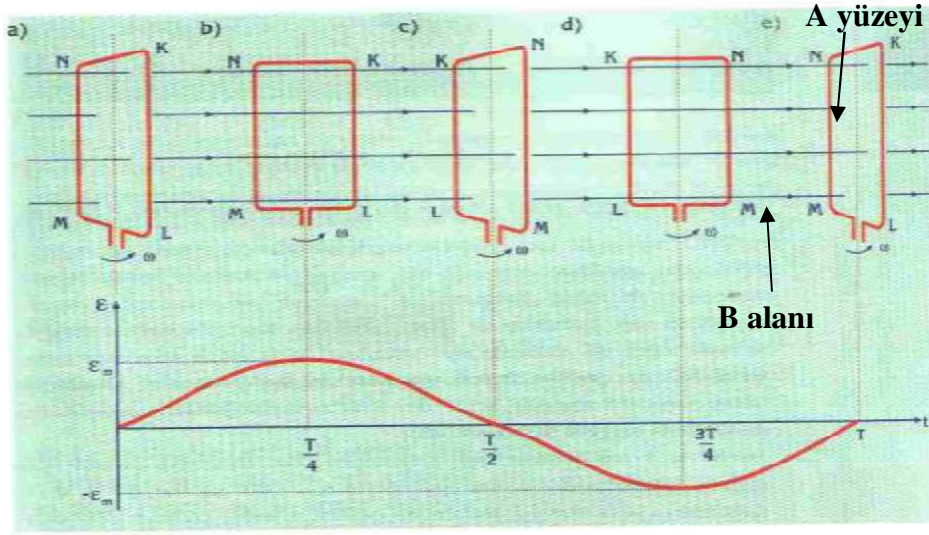 A yüzeyi
a) b) c) d) e)
N K N K K N K N N K
M L M L L M L M M L
ω ω ω ω ω
B alanı
ε
εm
T/4 T/2 3T/4 T t
-εm